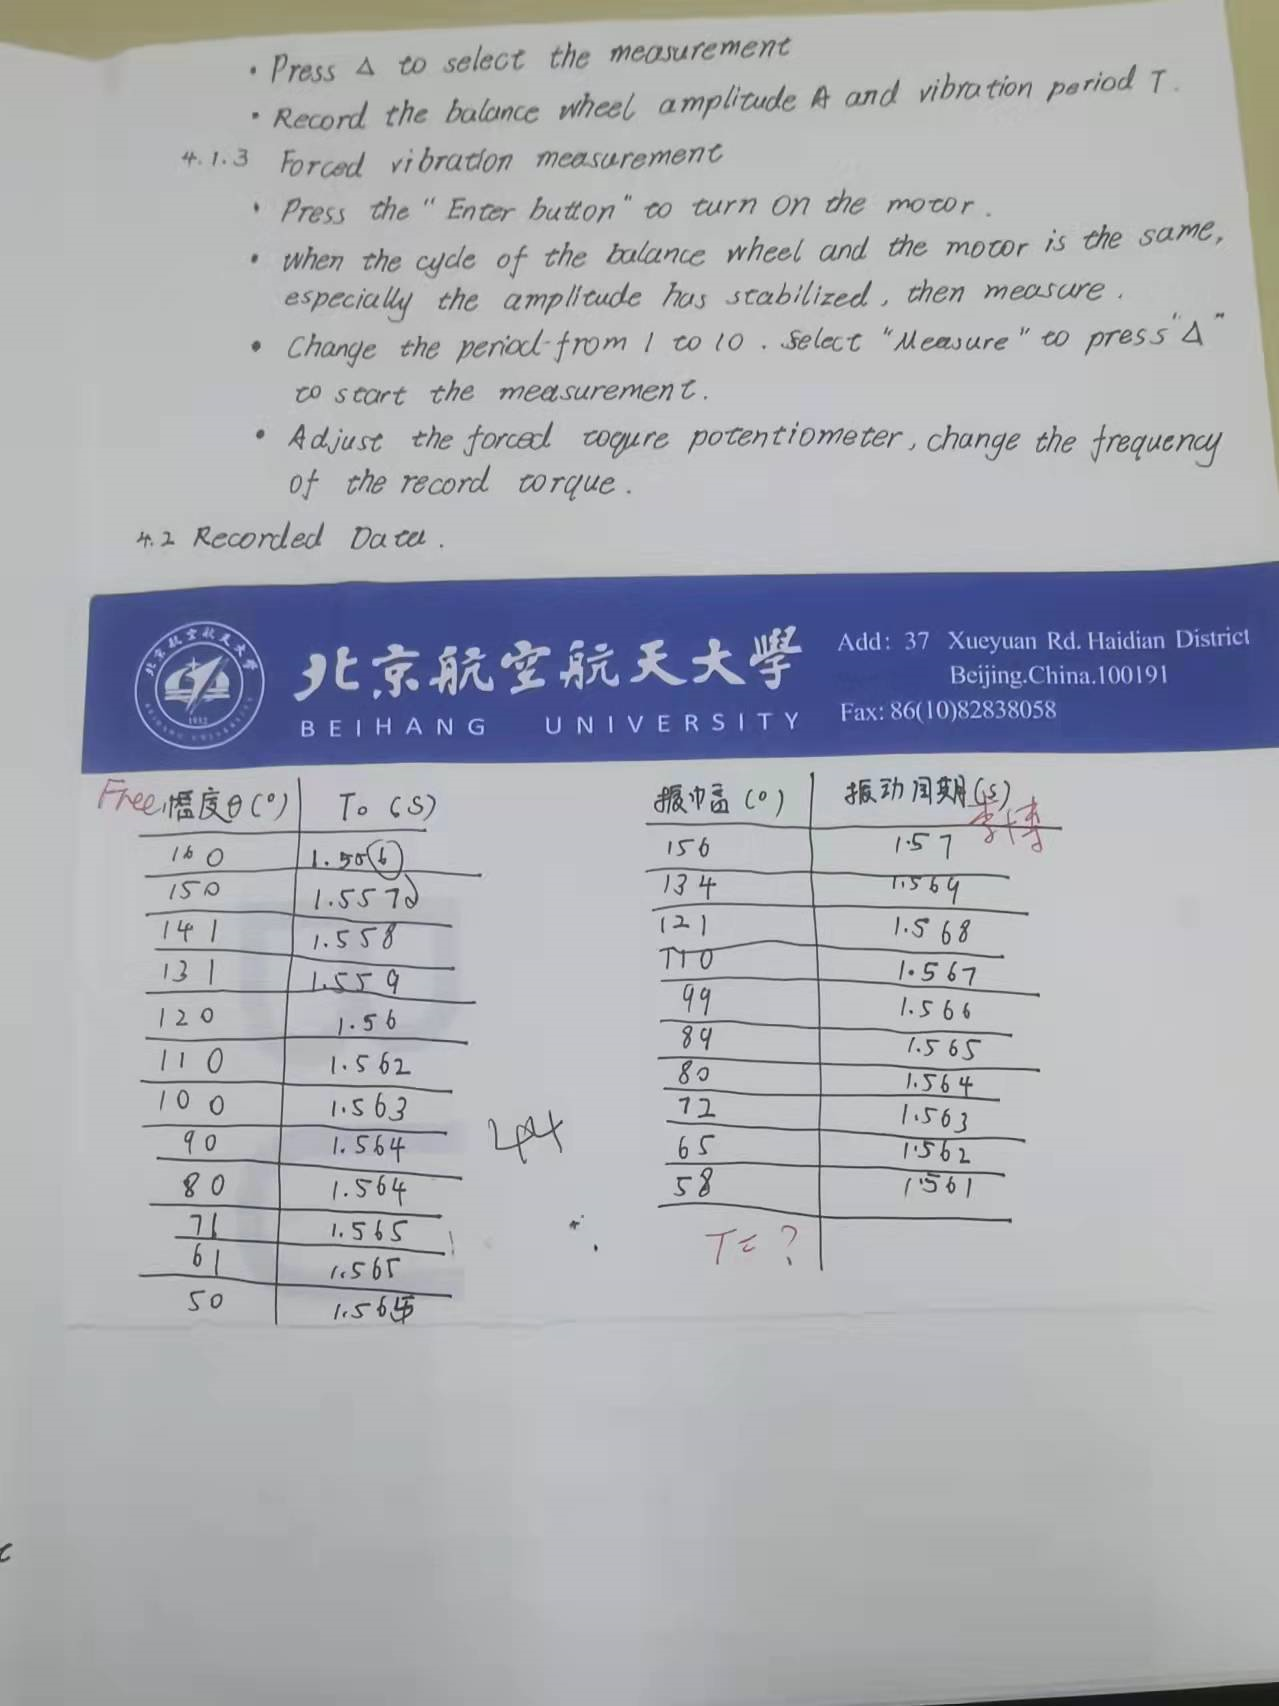 · Press △ to select the measurement
· Record the balance wheel amplitude A and vibration period T.
4.1.3 Forced vibration measurement
· Press the "Enter button" to turn on the motor.
· When the cycle of the balance wheel and the motor is the same,
especially the amplitude has stabilized, then measure.
· Change the period from 1 to 10. Select "Measure" to press "△"
to start the measurement.
· Adjust the forced toqure potentiometer, change the frequency
of the record torque.
4.2 Recorded Data.
北京航空航天大學
BEIHANG UNIVERSITY
1952
Add: 37 Xueyuan Rd. Haidian District
Beijing.China.100191
Fax: 86(10)82838058
Free 幅度θ(°) T₀ (S)
160 1.556
150 1.557
141 1.558
131 1.559
120 1.56
110 1.562
100 1.563
90 1.564
80 1.564
71 1.565
61 1.565
50 1.565
振幅(°) 振动周期(s)
156 1.57
134 1.569
121 1.568
110 1.567
99 1.566
89 1.565
80 1.564
72 1.563
65 1.562
58 1.561
T = ?